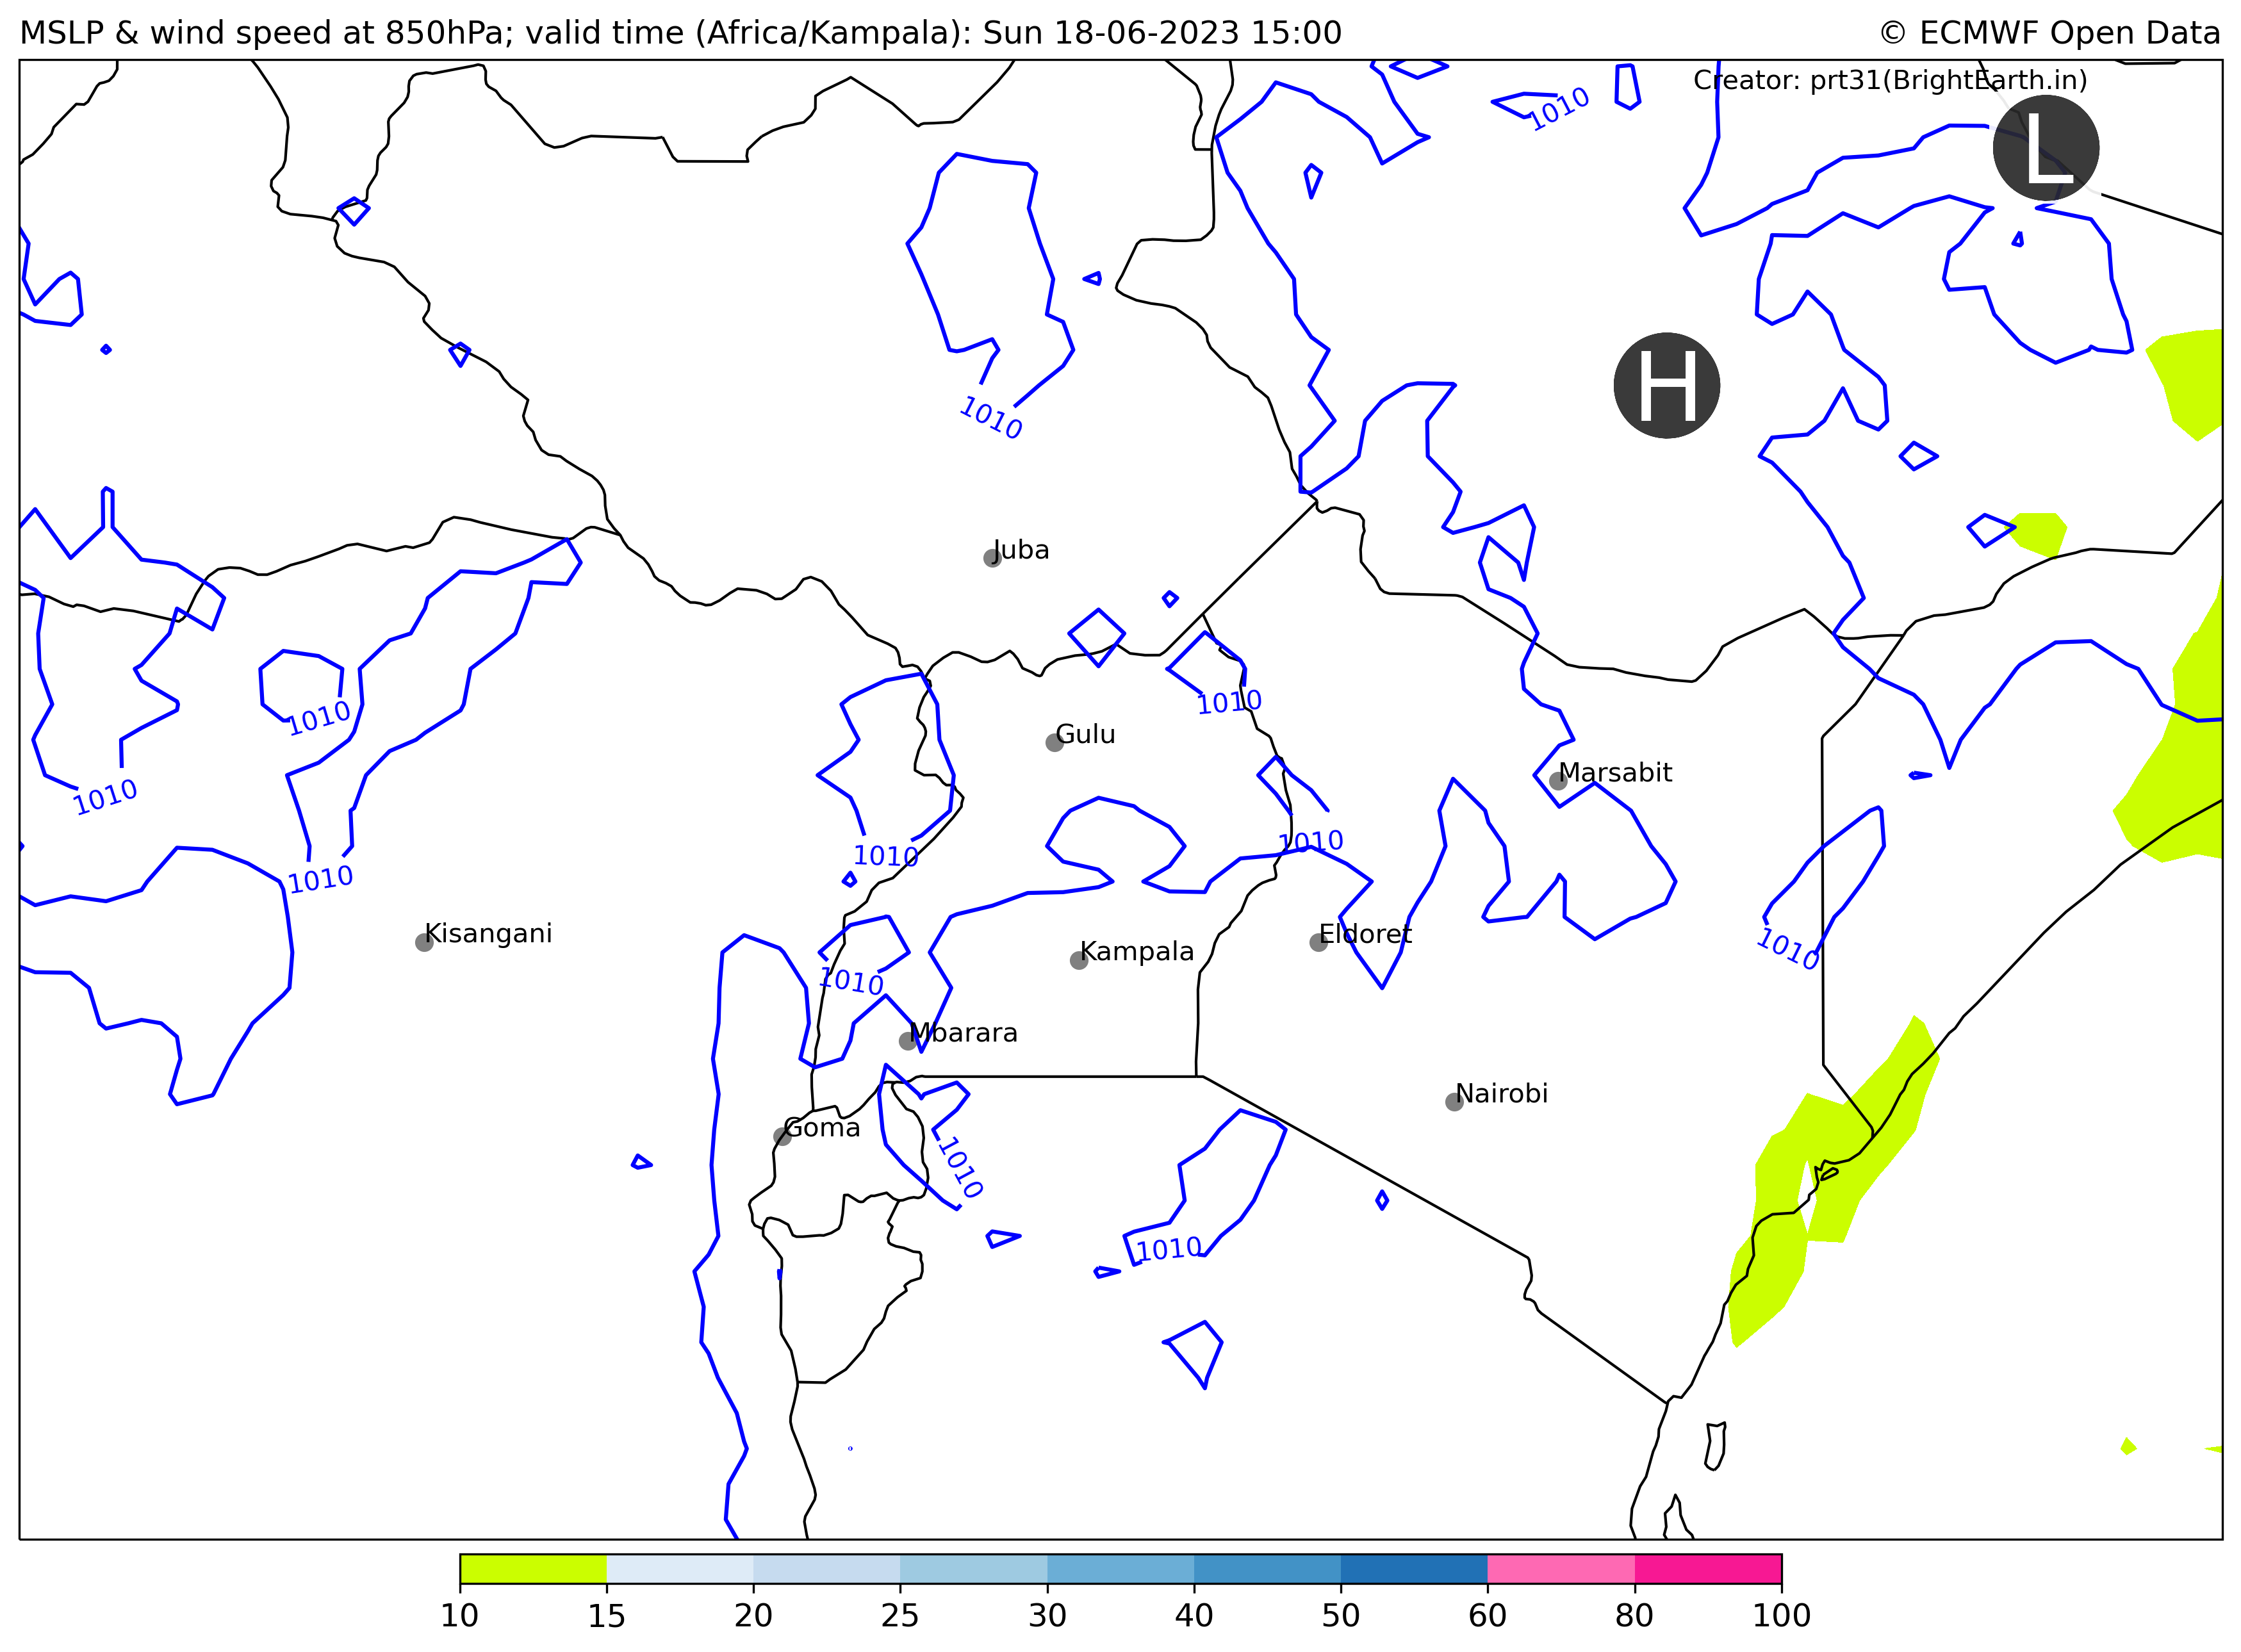 MSLP & wind speed at 850hPa; valid time (Africa/Kampala): Sun 18-06-2023 15:00
© ECMWF Open Data
Creator: prt31(BrightEarth.in)
1010
L
H
1010
Juba
1010
1010
Gulu
Marsabit
1010
1010
1010
1010
Kisangani
Eldoret
Kampala
1010
1010
Mbarara
Nairobi
Goma
1010
1010
10 15 20 25 30 40 50 60 80 100